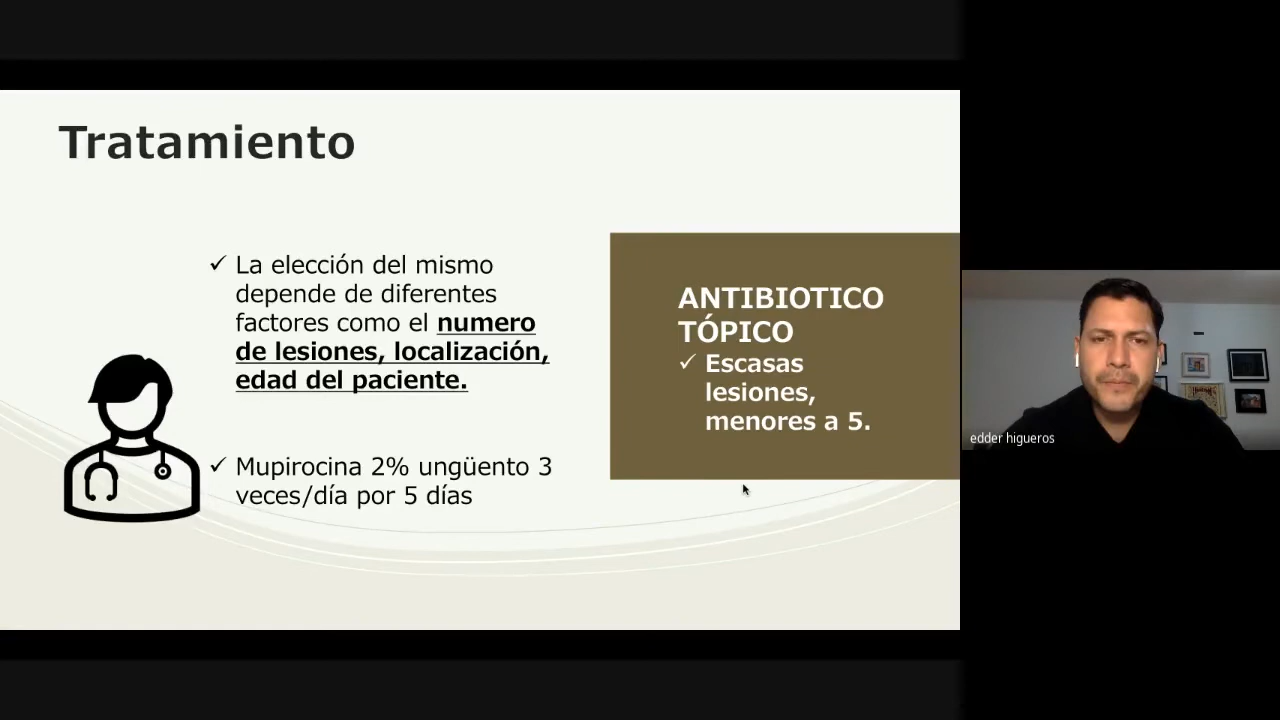 Tratamiento
✓ La elección del mismo
depende de diferentes
factores como el numero
de lesiones, localización,
edad del paciente.
✓ Mupirocina 2% ungüento 3
veces/día por 5 días
ANTIBIOTICO
TÓPICO
✓ Escasas
lesiones,
menores a 5.
edder higueros